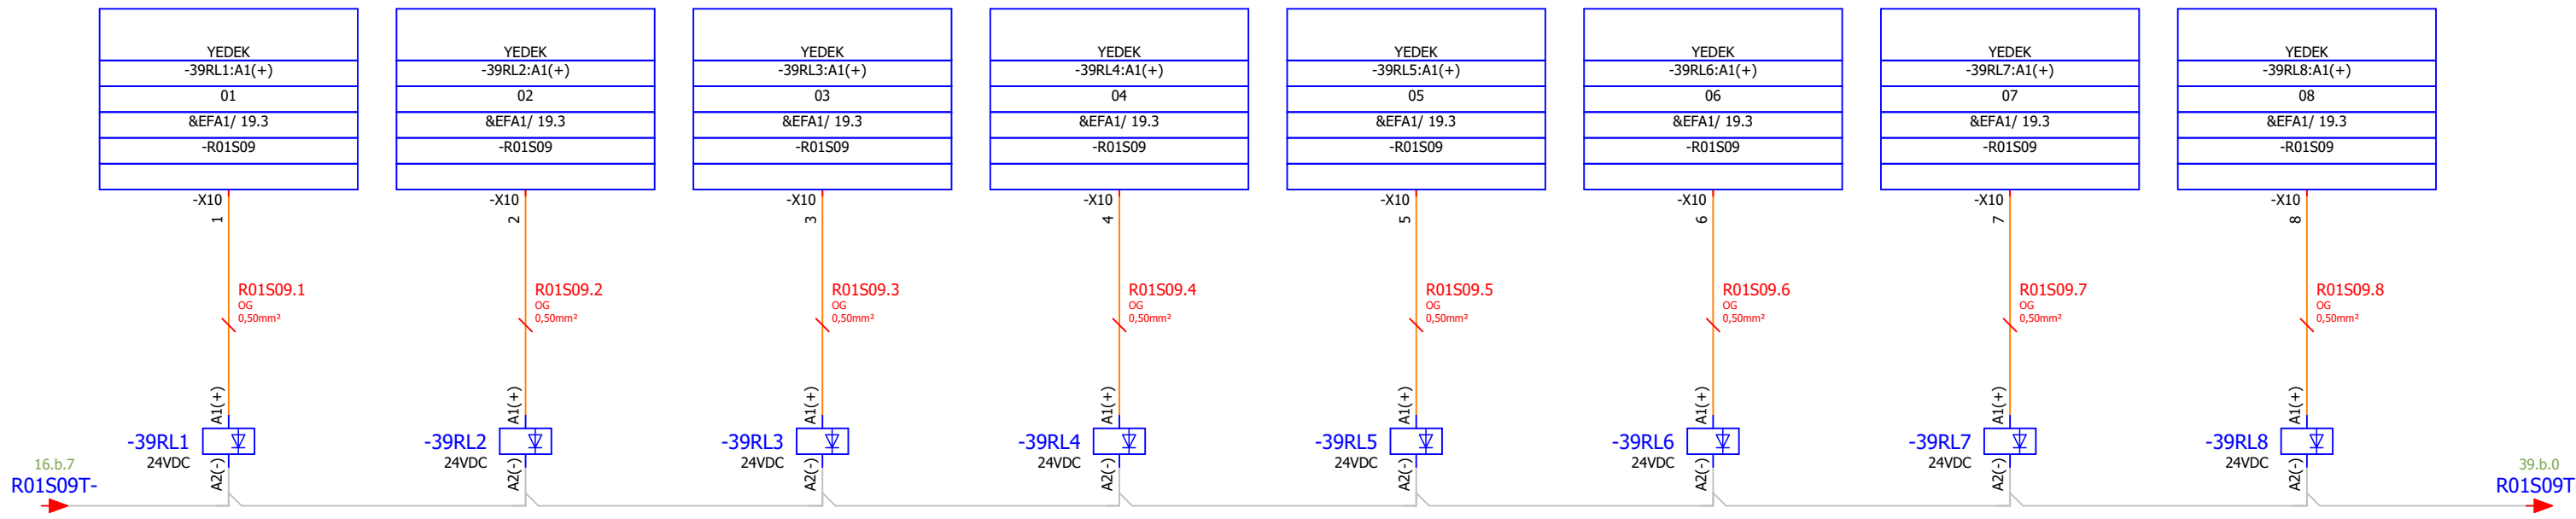 YEDEK YEDEK YEDEK YEDEK YEDEK YEDEK YEDEK YEDEK
-39RL1:A1(+) -39RL2:A1(+) -39RL3:A1(+) -39RL4:A1(+) -39RL5:A1(+) -39RL6:A1(+) -39RL7:A1(+) -39RL8:A1(+)
01 02 03 04 05 06 07 08
&EFA1/ 19.3 &EFA1/ 19.3 &EFA1/ 19.3 &EFA1/ 19.3 &EFA1/ 19.3 &EFA1/ 19.3 &EFA1/ 19.3 &EFA1/ 19.3
-R01S09 -R01S09 -R01S09 -R01S09 -R01S09 -R01S09 -R01S09 -R01S09
-X10 -X10 -X10 -X10 -X10 -X10 -X10 -X10
1 2 3 4 5 6 7 8
R01S09.1 R01S09.2 R01S09.3 R01S09.4 R01S09.5 R01S09.6 R01S09.7 R01S09.8
OG OG OG OG OG OG OG OG
0,50mm² 0,50mm² 0,50mm² 0,50mm² 0,50mm² 0,50mm² 0,50mm² 0,50mm²
A1(+) A1(+) A1(+) A1(+) A1(+) A1(+) A1(+) A1(+)
-39RL1 -39RL2 -39RL3 -39RL4 -39RL5 -39RL6 -39RL7 -39RL8
24VDC 24VDC 24VDC 24VDC 24VDC 24VDC 24VDC 24VDC
A2(-) A2(-) A2(-) A2(-) A2(-) A2(-) A2(-) A2(-)
16.b.7 39.b.0
R01S09T- R01S09T